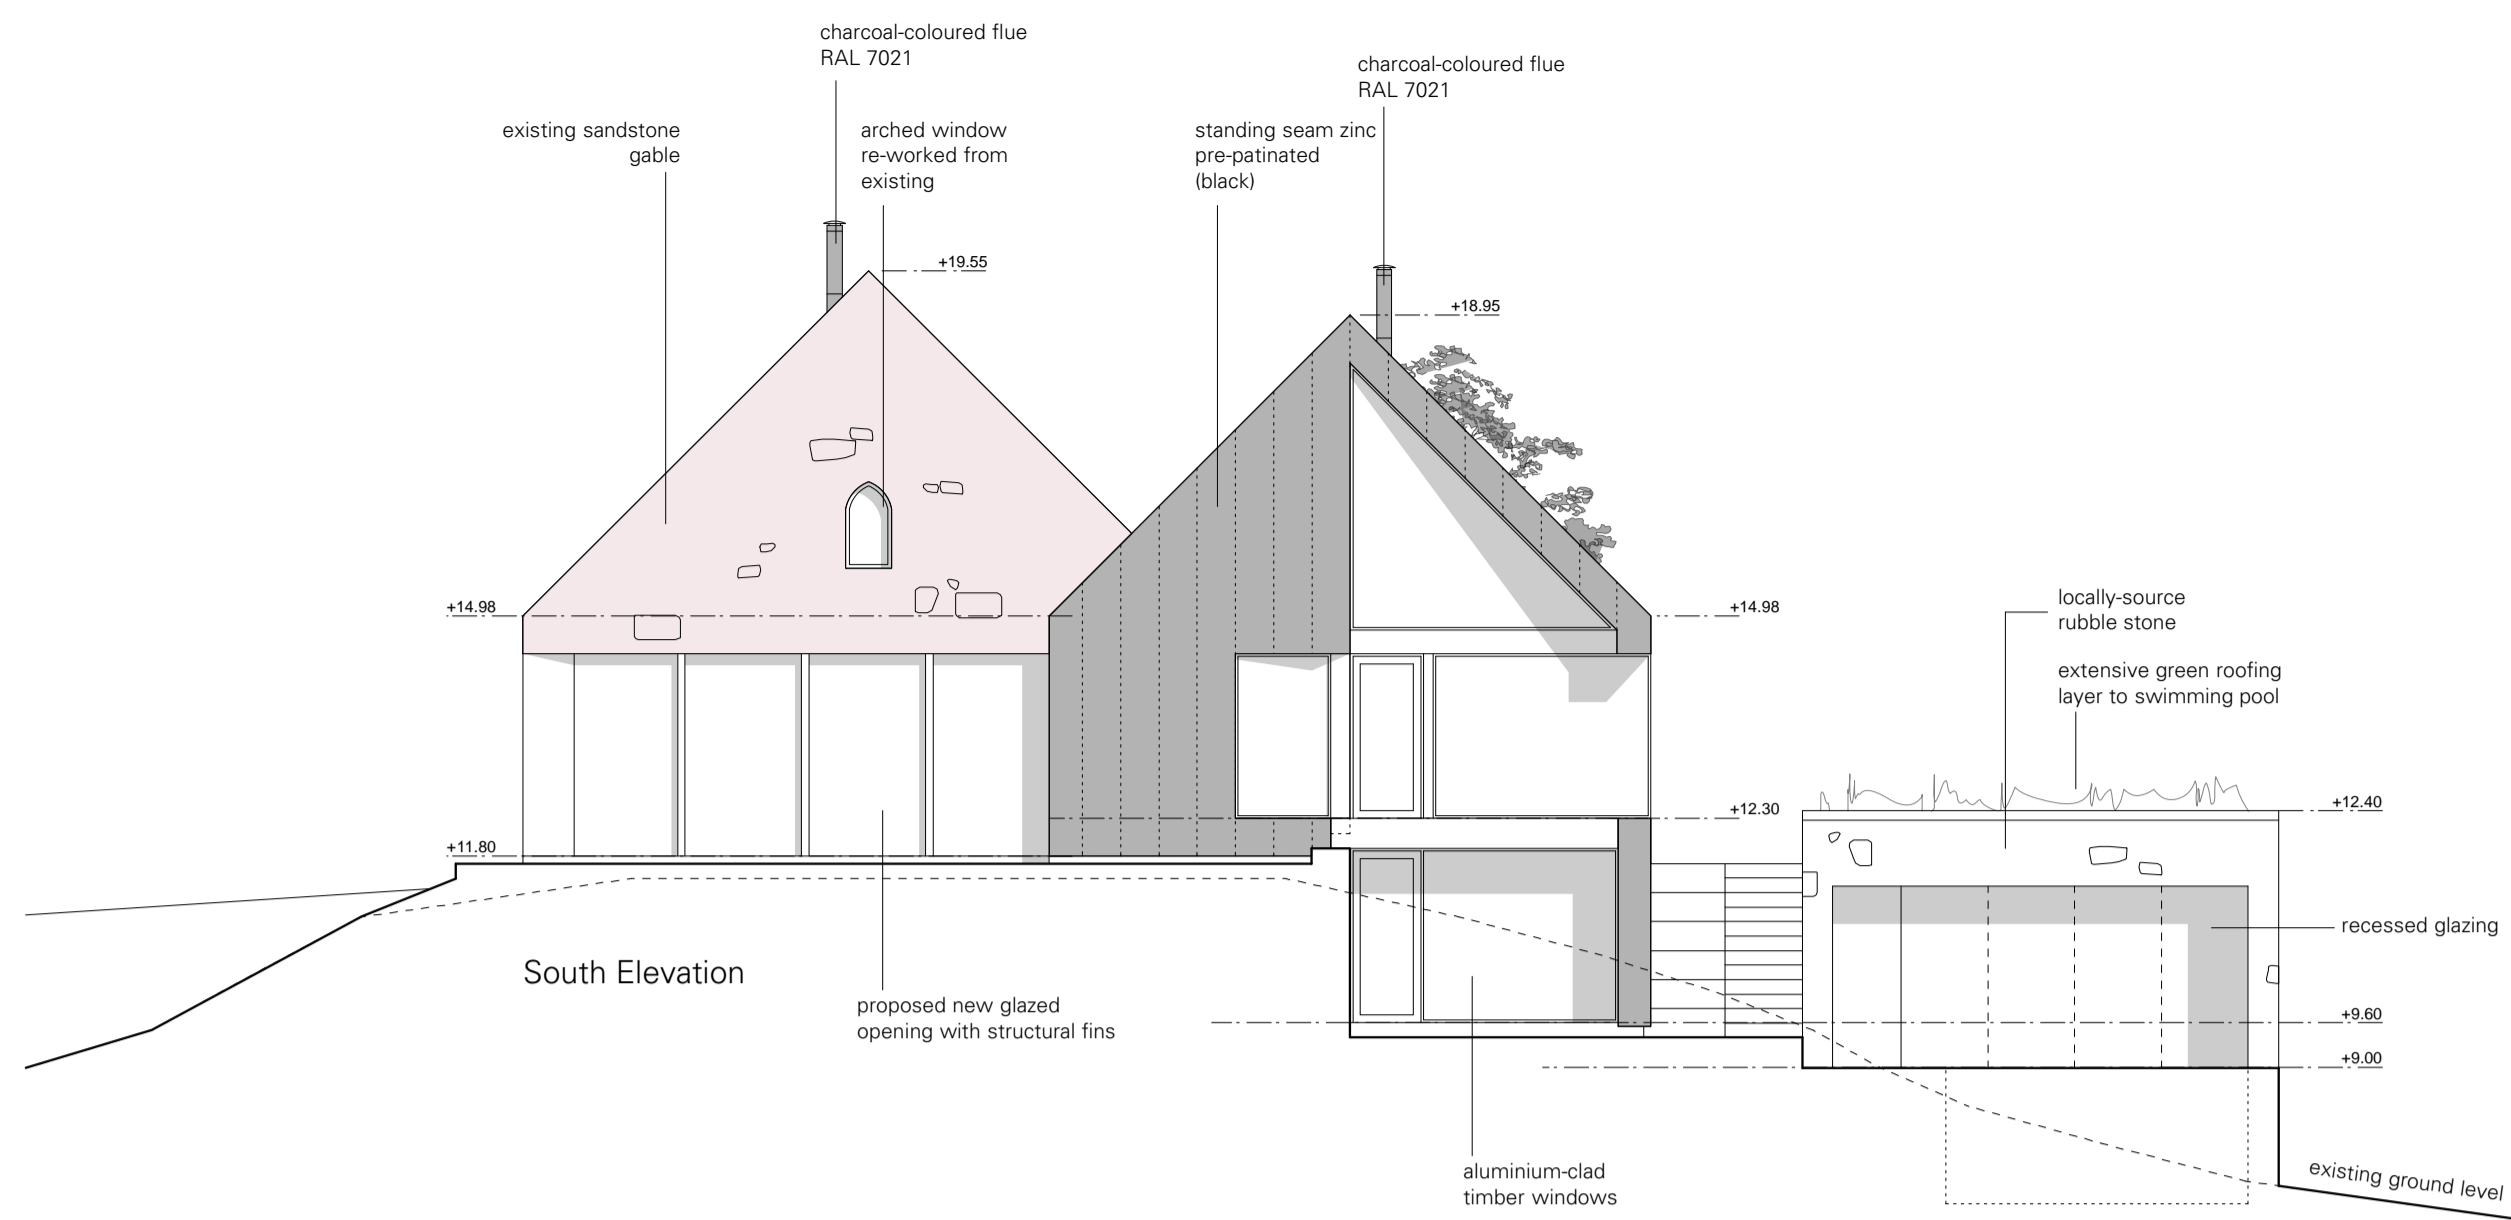 charcoal-coloured flue
RAL 7021
charcoal-coloured flue
RAL 7021
existing sandstone
gable
arched window
re-worked from
existing
standing seam zinc
pre-patinated
(black)
+19.55
+18.95
+14.98
+14.98
locally-source
rubble stone
extensive green roofing
layer to swimming pool
+12.30
+12.40
+11.80
recessed glazing
South Elevation
proposed new glazed
opening with structural fins
+9.60
+9.00
aluminium-clad
timber windows
existing ground level